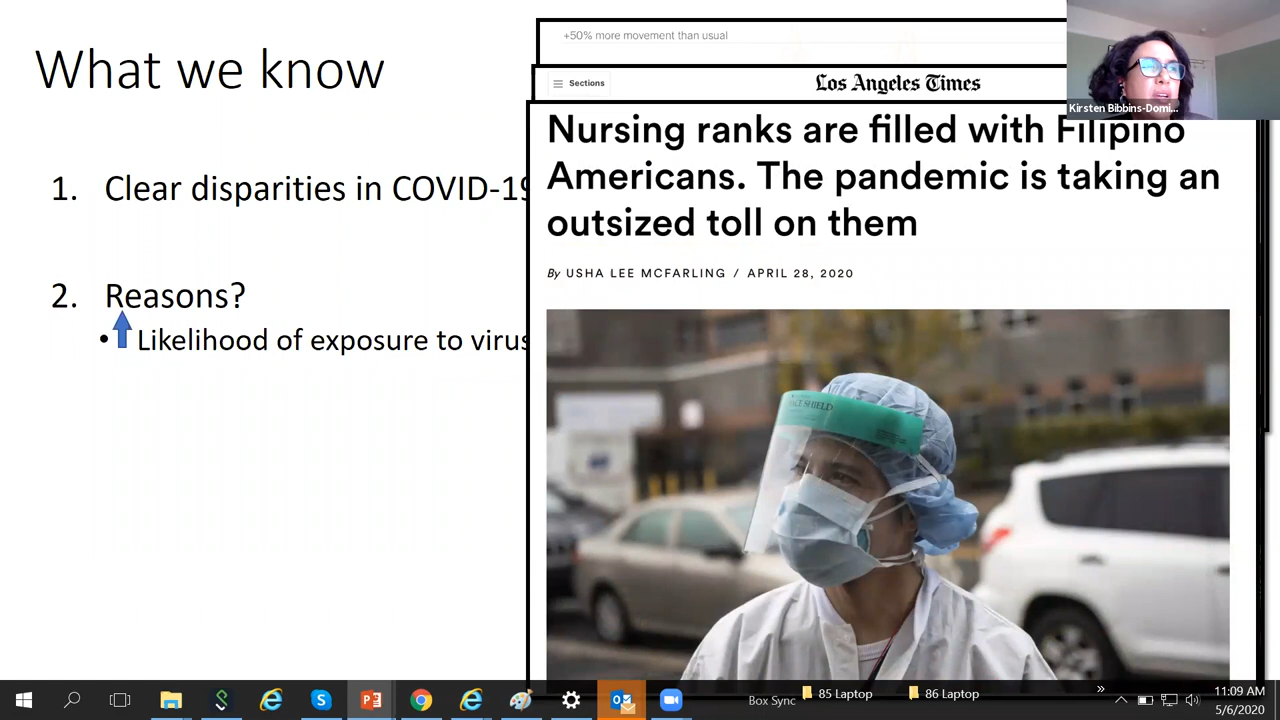 What we know
1. Clear disparities in COVID-19
2. Reasons?
• Likelihood of exposure to virus
+50% more movement than usual
Sections
Los Angeles Times
Nursing ranks are filled with Filipino
Americans. The pandemic is taking an
outsized toll on them
By USHA LEE MCFARLING / APRIL 28, 2020
FACE SHIELD
Kirsten Bibbins-Domi...
Box Sync
85 Laptop
86 Laptop
»
11:09 AM
5/6/2020